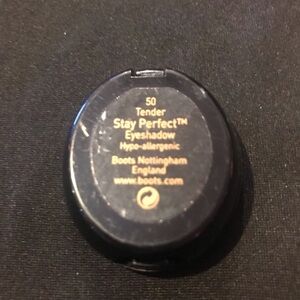 50
Tender
Stay Perfect™
Eyeshadow
Hypo-allergenic
Boots Nottingham
England
www.boots.com